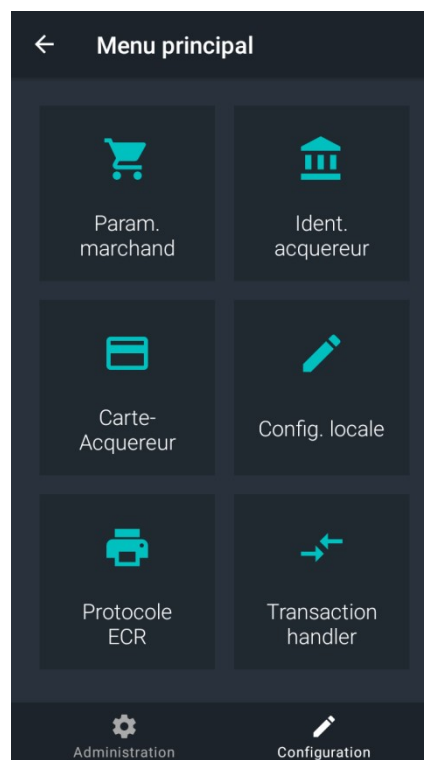 Menu principal
Param.
marchand
Ident.
acquereur
Carte-
Acquereur
Config. locale
Protocole
ECR
Transaction
handler
Administration
Configuration